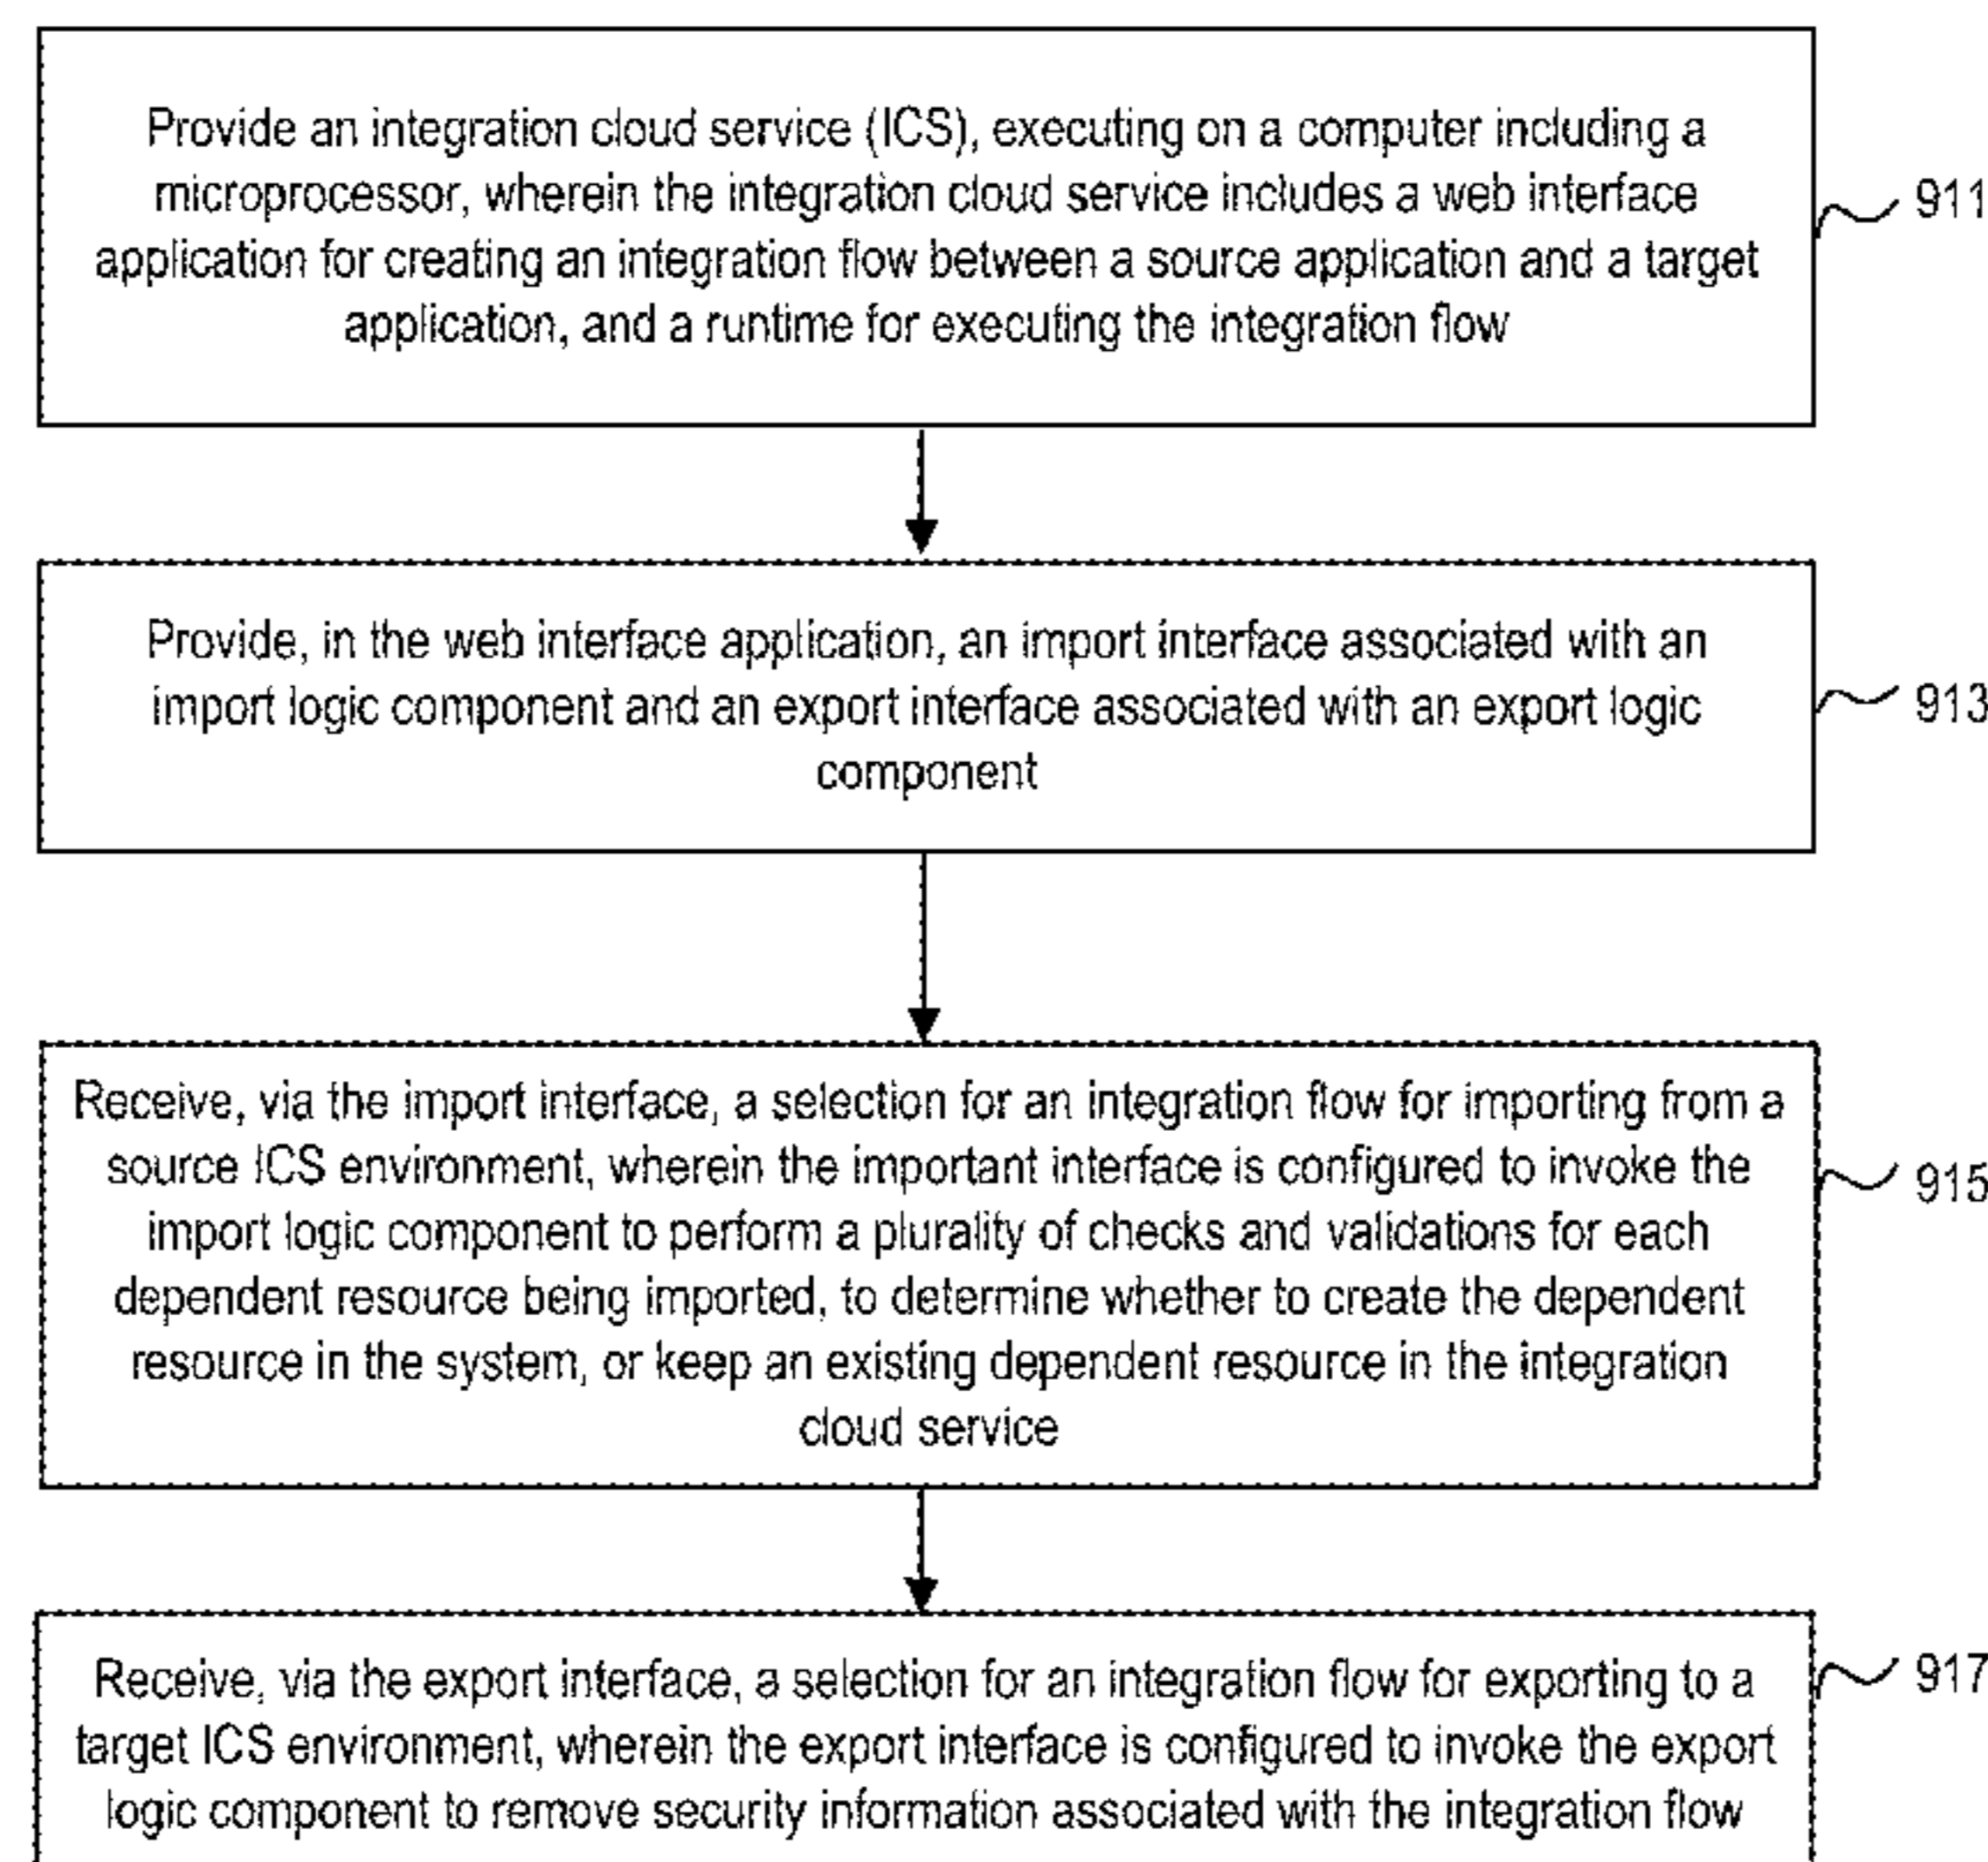 Provide an integration cloud service (ICS), executing on a computer including a
microprocessor, wherein the integration cloud service includes a web interface
application for creating an integration flow between a source application and a target
application, and a runtime for executing the integration flow
911
Provide, in the web interface application, an import interface associated with an
import logic component and an export interface associated with an export logic
component
913
Receive, via the import interface, a selection for an integration flow for importing from a
source ICS environment, wherein the important interface is configured to invoke the
import logic component to perform a plurality of checks and validations for each
dependent resource being imported, to determine whether to create the dependent
resource in the system, or keep an existing dependent resource in the integration
cloud service
915
Receive, via the export interface, a selection for an integration flow for exporting to a
target ICS environment, wherein the export interface is configured to invoke the export
logic component to remove security information associated with the integration flow
917